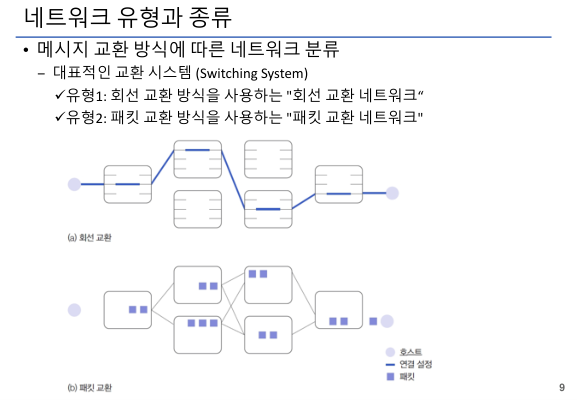 네트워크 유형과 종류
• 메시지 교환 방식에 따른 네트워크 분류
– 대표적인 교환 시스템 (Switching System)
✓유형1: 회선 교환 방식을 사용하는 "회선 교환 네트워크“
✓유형2: 패킷 교환 방식을 사용하는 "패킷 교환 네트워크"
(a) 회선 교환
호스트
연결 설정
패킷
(b) 패킷 교환
9